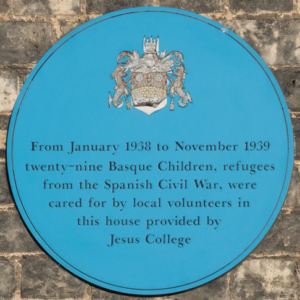 From January 1938 to November 1939
twenty-nine Basque Children, refugees
from the Spanish Civil War, were
cared for by local volunteers in
this house provided by
Jesus College